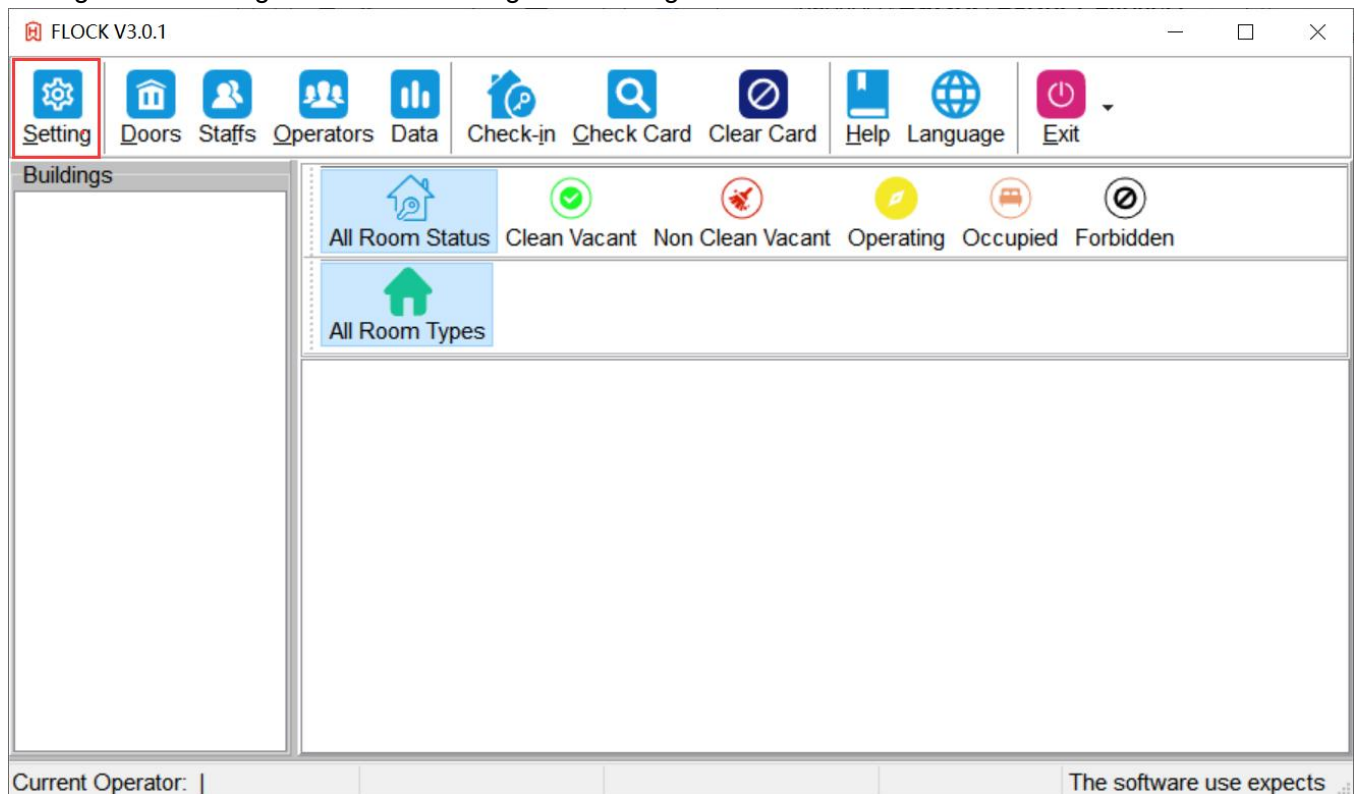 FLOCK V3.0.1
Setting Doors Staffs Operators Data Check-in Check Card Clear Card Help Language Exit
Buildings
All Room Status Clean Vacant Non Clean Vacant Operating Occupied Forbidden
All Room Types
Current Operator: | The software use expects